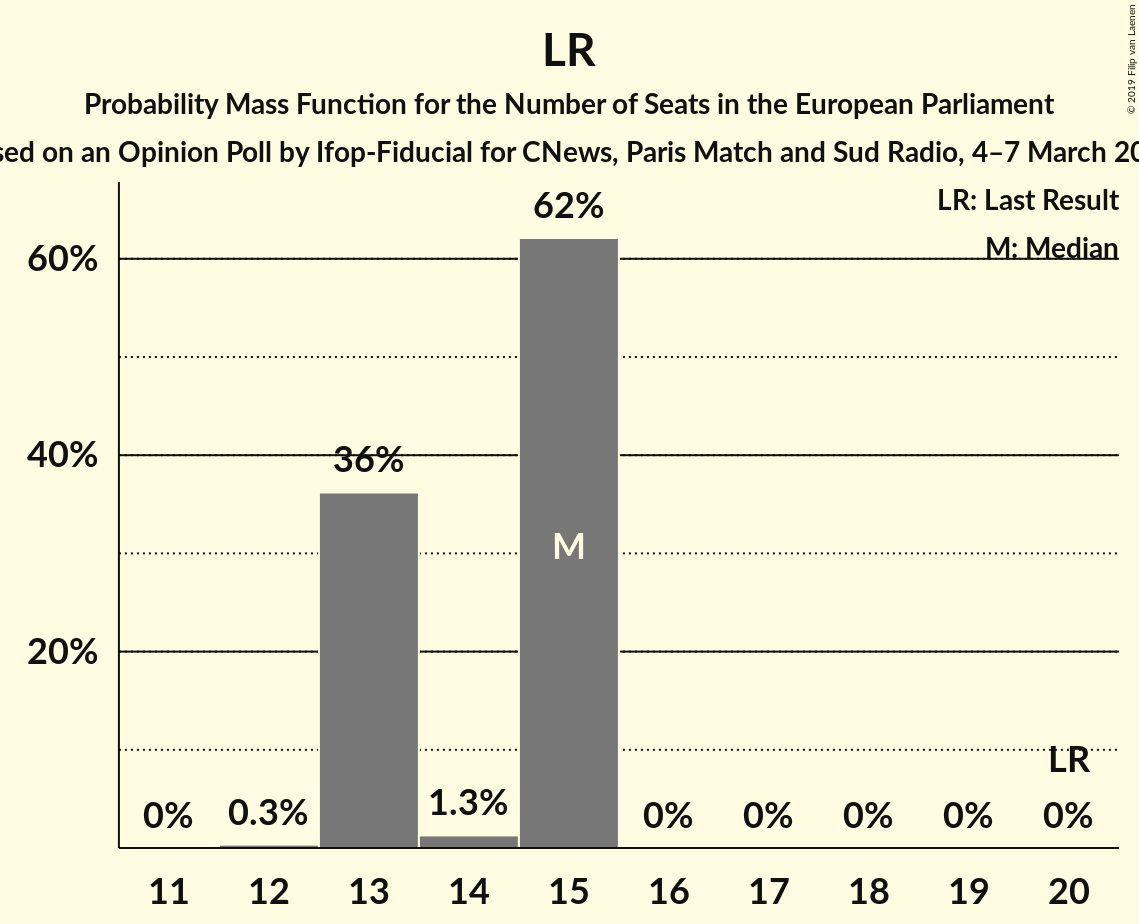 LR
Probability Mass Function for the Number of Seats in the European Parliament
on an Opinion Poll by Ifop-Fiducial for CNews, Paris Match and Sud Radio, 4–7 March
© 2019 Filip van Laenen
LR: Last Result
M: Median
62%
60%
40%
36%
M
20%
LR
0%
0.3%
1.3%
0%
0%
0%
0%
0%
11
12
13
14
15
16
17
18
19
20